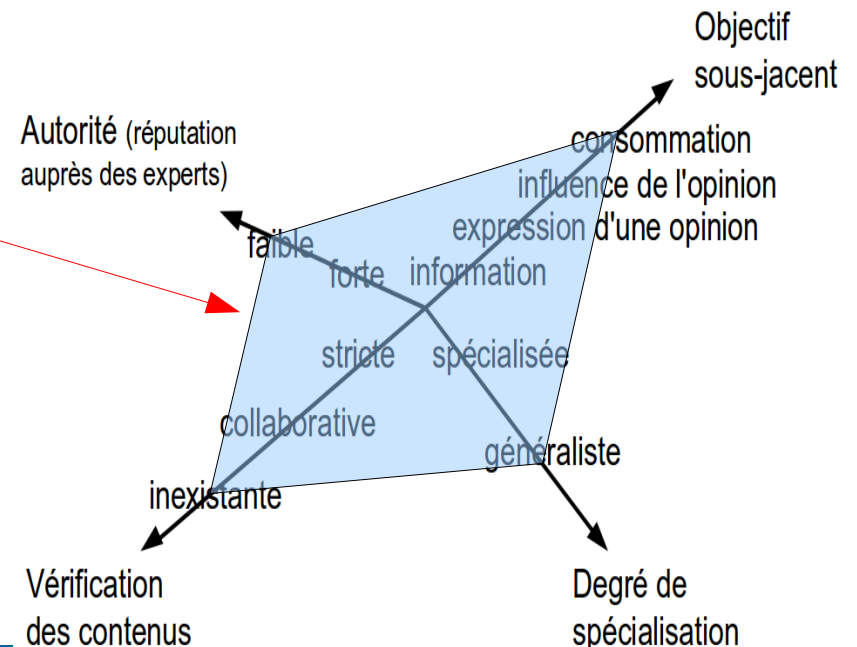 Objectif
sous-jacent
Autorité (réputation
auprès des experts)
consommation
influence de l'opinion
expression d'une opinion
information
faible
forte
stricte
spécialisée
collaborative
généraliste
inexistante
Vérification
des contenus
Degré de
spécialisation